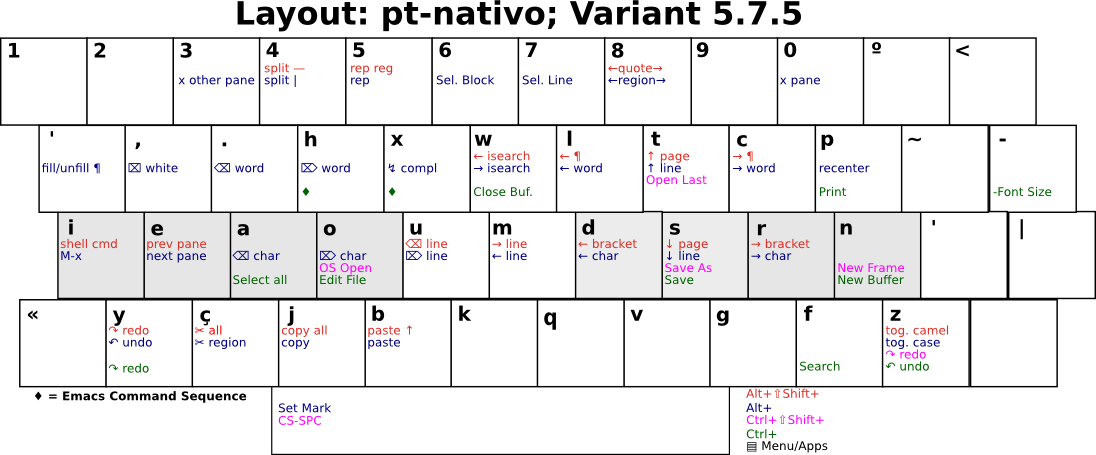 Layout: pt-nativo; Variant 5.7.5
1
2
3
x other pane
4
split —
split |
5
rep reg
rep
6
Sel. Block
7
Sel. Line
8
←quote→
←region→
9
0
x pane
º
<
'
fill/unfill ¶
,
⌧ white
.
⌫ word
h
⌦ word
♦
x
↯ compl
♦
w
← isearch
→ isearch
Close Buf.
l
← ¶
← word
t
↑ page
↑ line
Open Last
c
→ ¶
→ word
p
recenter
Print
~
-
-Font Size
i
shell cmd
M-x
e
prev pane
next pane
a
⌫ char
Select all
o
⌦ char
OS Open
Edit File
u
⌫ line
⌦ line
m
→ line
← line
d
← bracket
← char
s
↓ page
↓ line
Save As
Save
r
→ bracket
→ char
n
New Frame
New Buffer
'
|
«
y
↷ redo
↶ undo
↷ redo
ç
✂ all
✂ region
j
copy all
copy
b
paste ↑
paste
k
q
v
g
f
Search
z
tog. camel
tog. case
↷ redo
↶ undo
♦ = Emacs Command Sequence
Set Mark
CS-SPC
Alt+⇧Shift+
Alt+
Ctrl+⇧Shift+
Ctrl+
▤ Menu/Apps